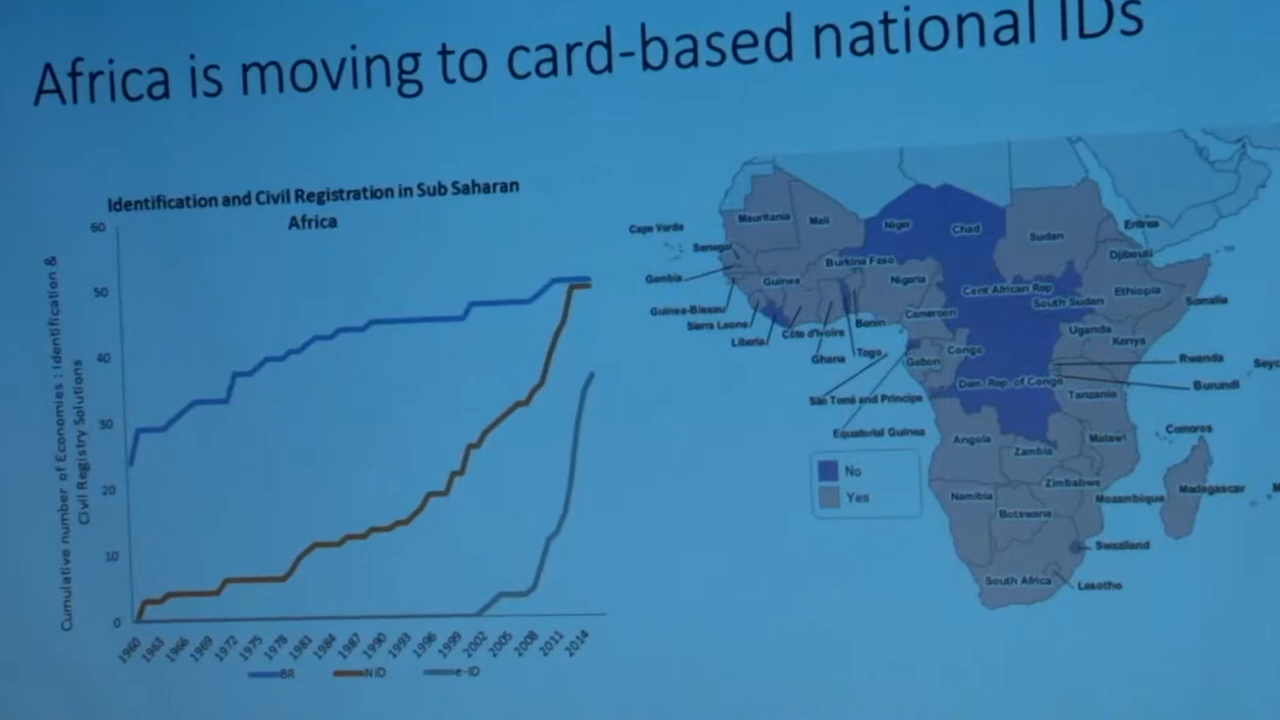 Africa is moving to card-based national IDs
Identification and Civil Registration in Sub Saharan
Africa
Cumulative number of Economies : Identification &
Civil Registry Solutions
60
50
40
30
20
10
0
1960
1963
1966
1969
1972
1975
1978
1981
1984
1987
1990
1993
1996
1999
2002
2005
2008
2011
2014
BR
NID
e-ID
Cape Verde
Mauritania
Mali
Niger
Chad
Sudan
Eritrea
Senegal
Djibouti
Gambia
Burkina Faso
Guinea
Nigeria
Cent African Rep
Ethiopia
Somalia
South Sudan
Guinea-Bissau
Sierra Leone
Liberia
Côte d'Ivoire
Benin
Cameroon
Uganda
Kenya
Ghana
Togo
Gabon
Congo
Rwanda
Dem. Rep. of Congo
Burundi
Tanzania
São Tomé and Principe
Equatorial Guinea
Angola
Zambia
Malawi
Comoros
No
Yes
Zimbabwe
Mozambique
Madagascar
Namibia
Botswana
Swaziland
South Africa
Lesotho